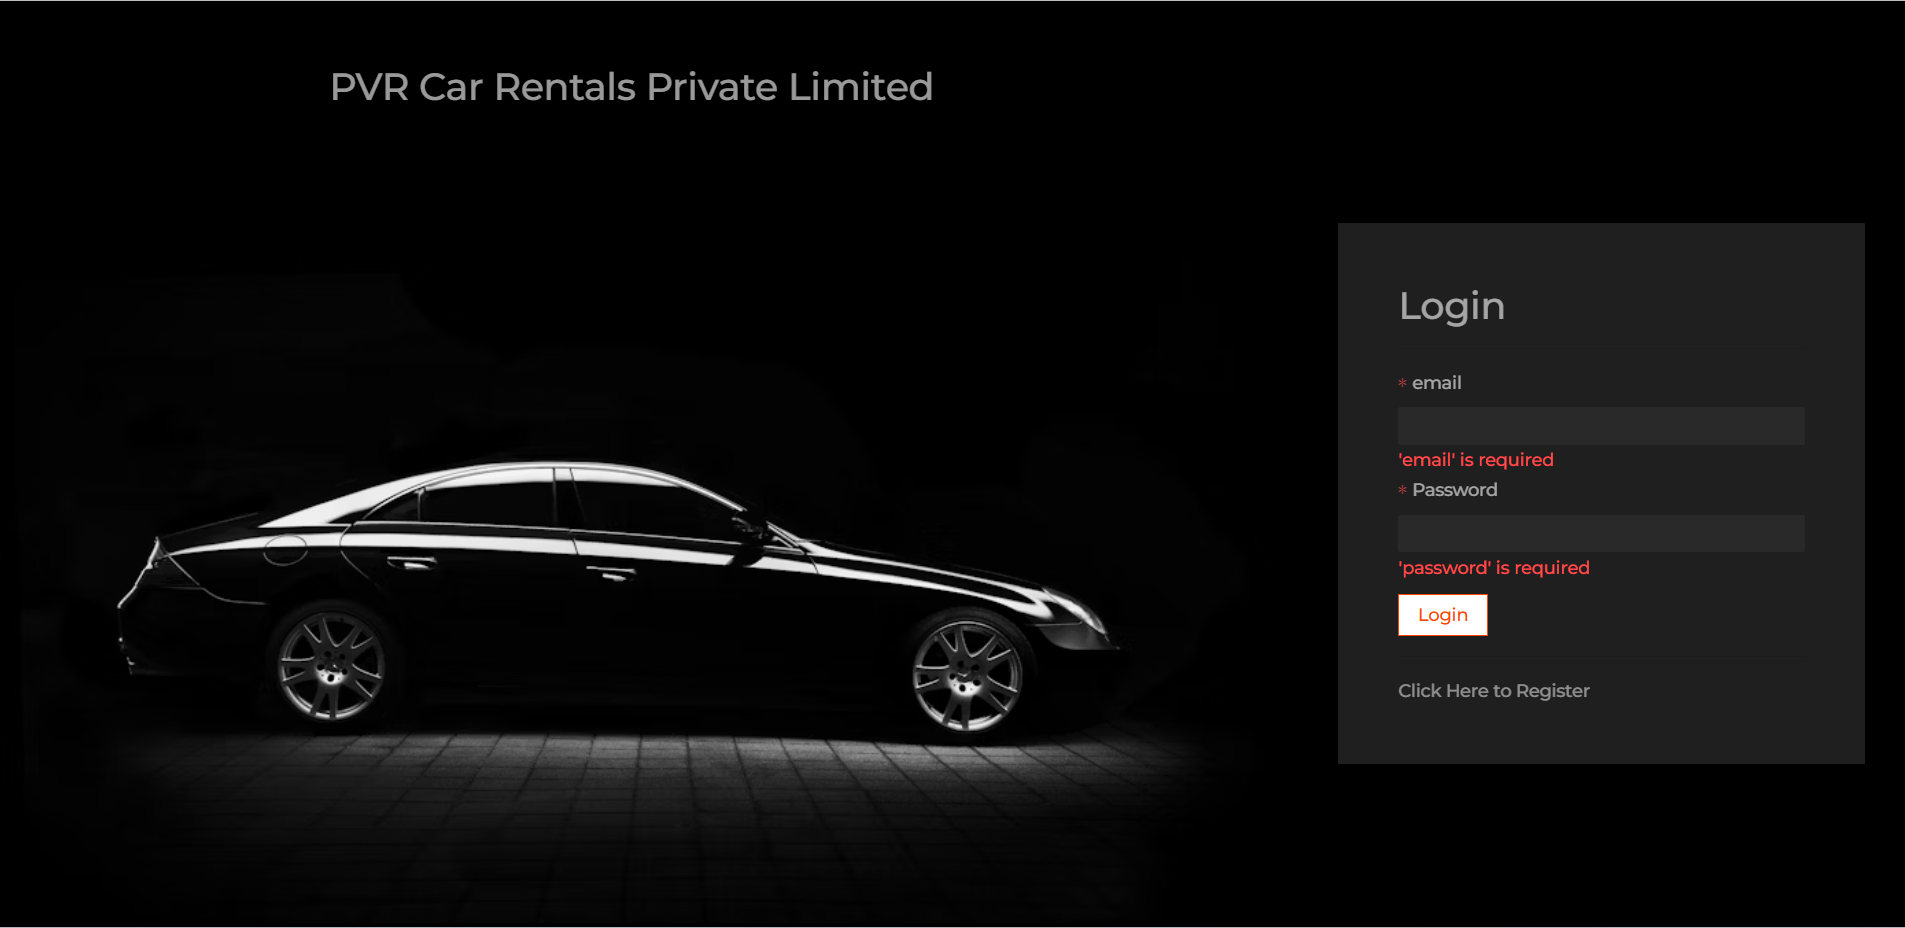 PVR Car Rentals Private Limited
Login
* email
'email' is required
* Password
'password' is required
Login
Click Here to Register